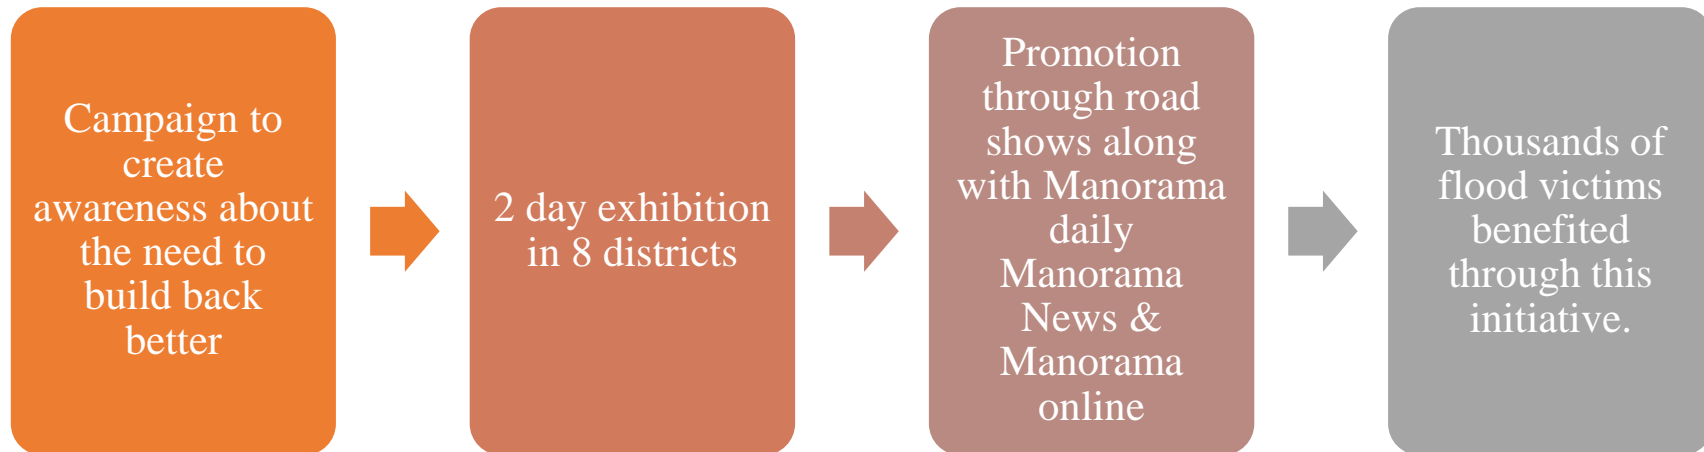 Campaign to
create
awareness about
the need to
build back
better
2 day exhibition
in 8 districts
Promotion
through road
shows along
with Manorama
daily
Manorama
News &
Manorama
online
Thousands of
flood victims
benefited
through this
initiative.